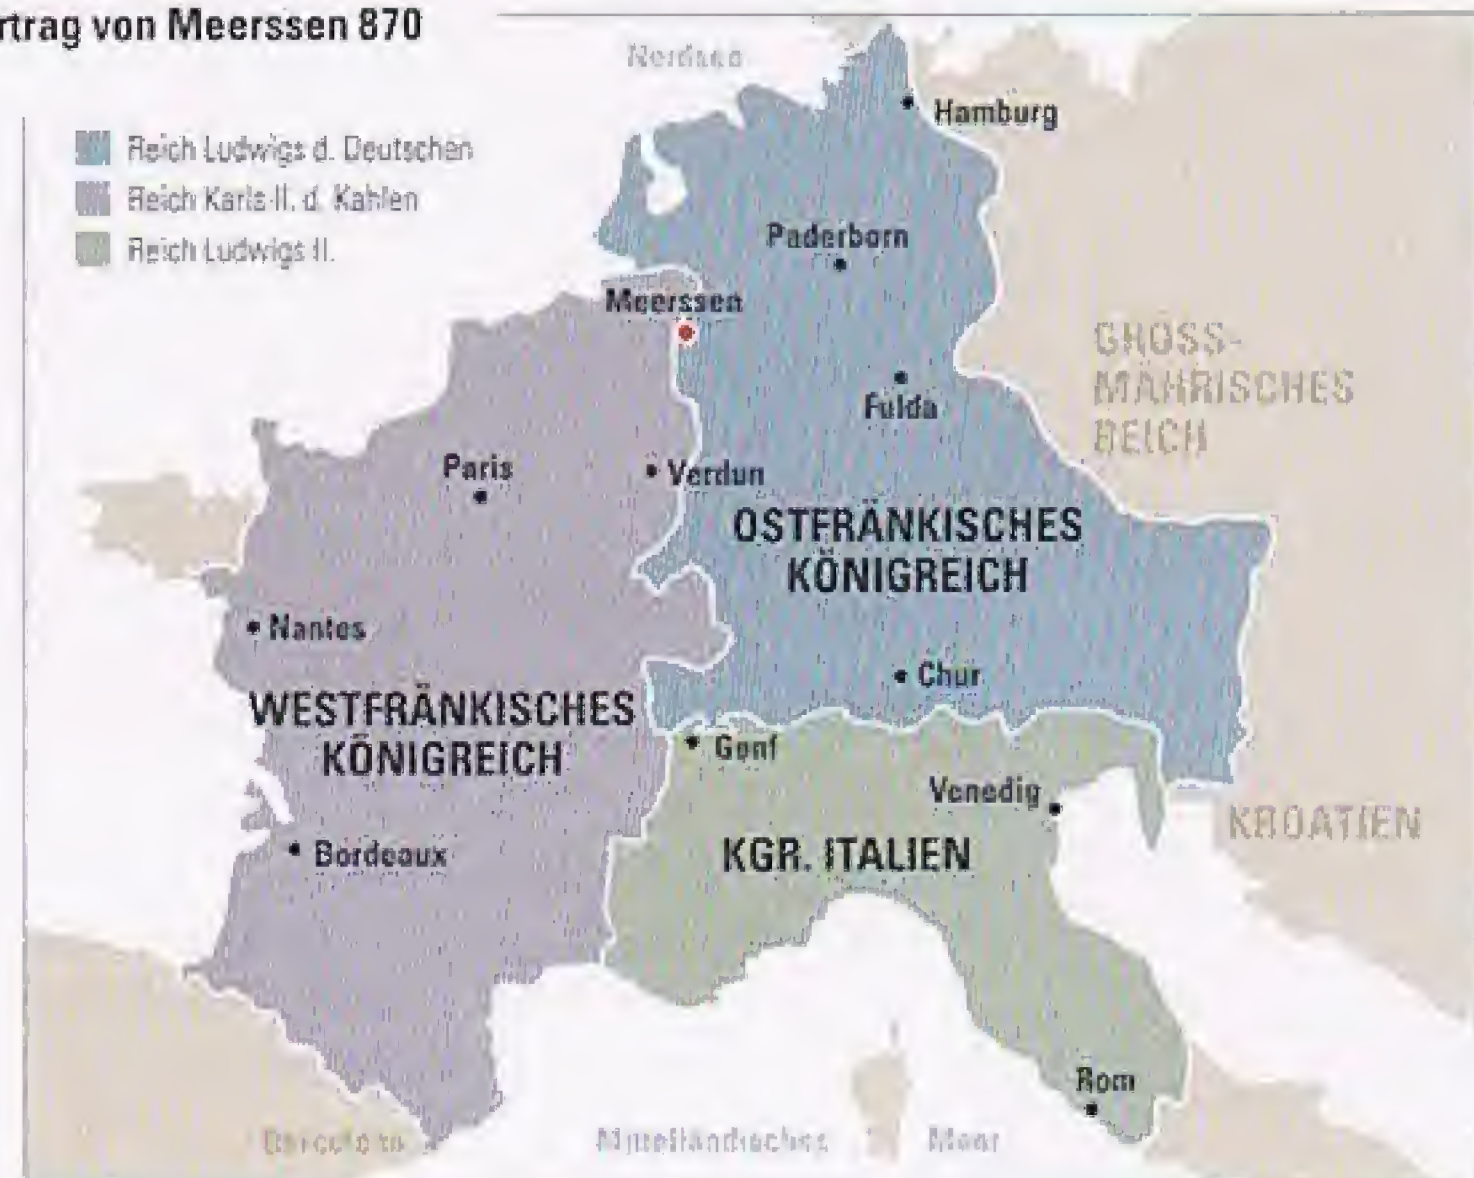 rtrag von Meerssen 870
Nordsee
Reich Ludwigs d. Deutschen
Reich Karls II. d. Kahlen
Reich Ludwigs II.
Hamburg
Paderborn
Meerssen
GROSS-
MÄHRISCHES
REICH
Fulda
Paris
Verdun
OSTFRÄNKISCHES
KÖNIGREICH
Nantes
Chur
WESTFRÄNKISCHES
KÖNIGREICH
Genf
Venedig
KROATIEN
Bordeaux
KGR. ITALIEN
Rom
Barcelona
Mittelländisches Meer